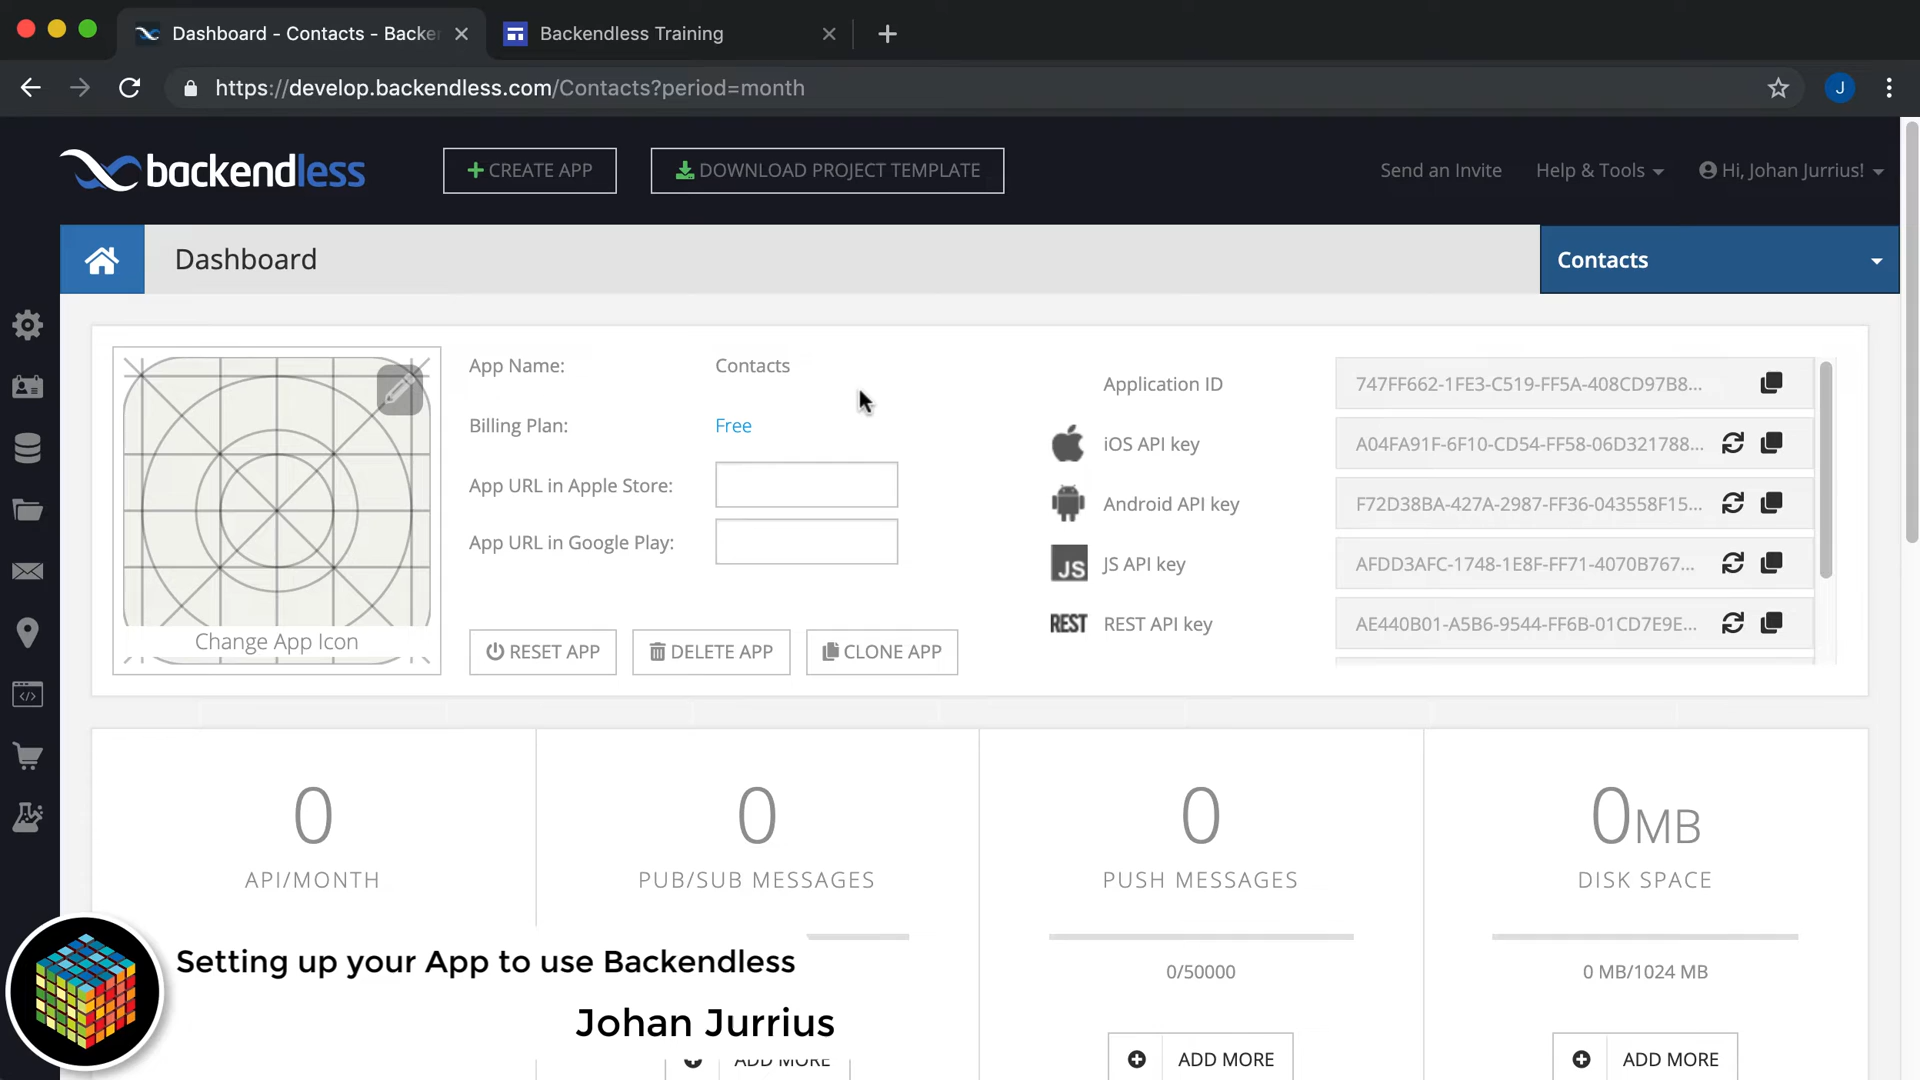 Dashboard - Contacts - Backe
Backendless Training
https://develop.backendless.com/Contacts?period=month
J
backendless
CREATE APP
DOWNLOAD PROJECT TEMPLATE
Send an Invite
Help & Tools
Hi, Johan Jurrius!
Dashboard
Contacts
App Name:
Contacts
Billing Plan:
Free
App URL in Apple Store:
App URL in Google Play:
Change App Icon
RESET APP
DELETE APP
CLONE APP
Application ID
747FF662-1FE3-C519-FF5A-408CD97B8...
iOS API key
A04FA91F-6F10-CD54-FF58-06D321788...
Android API key
F72D38BA-427A-2987-FF36-043558F15...
JS
JS API key
AFDD3AFC-1748-1E8F-FF71-4070B767...
REST
REST API key
AE440B01-A5B6-9544-FF6B-01CD7E9E...
0
API/MONTH
0
PUB/SUB MESSAGES
0
PUSH MESSAGES
0/50000
ADD MORE
0MB
DISK SPACE
0 MB/1024 MB
ADD MORE
ADD MORE
Setting up your App to use Backendless
Johan Jurrius